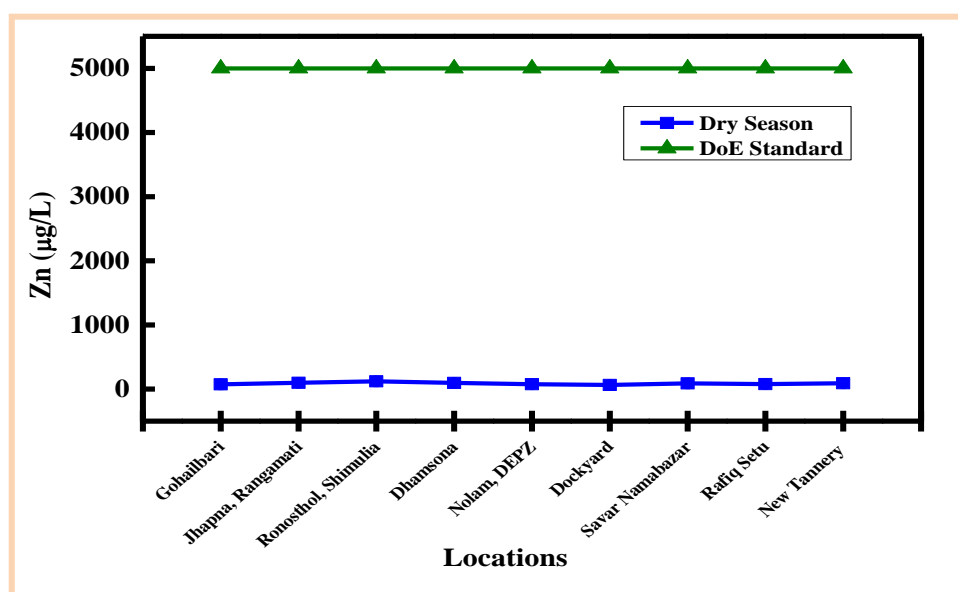 5000
4000
3000
2000
1000
0
Zn (µg/L)
Dry Season
DoE Standard
Gohailbari
Jhapna, Rangamati
Ronosthol, Shimulia
Dhamsona
Nolam, DEPZ
Dockyard
Savar Namabazar
Rafiq Setu
New Tannery
Locations